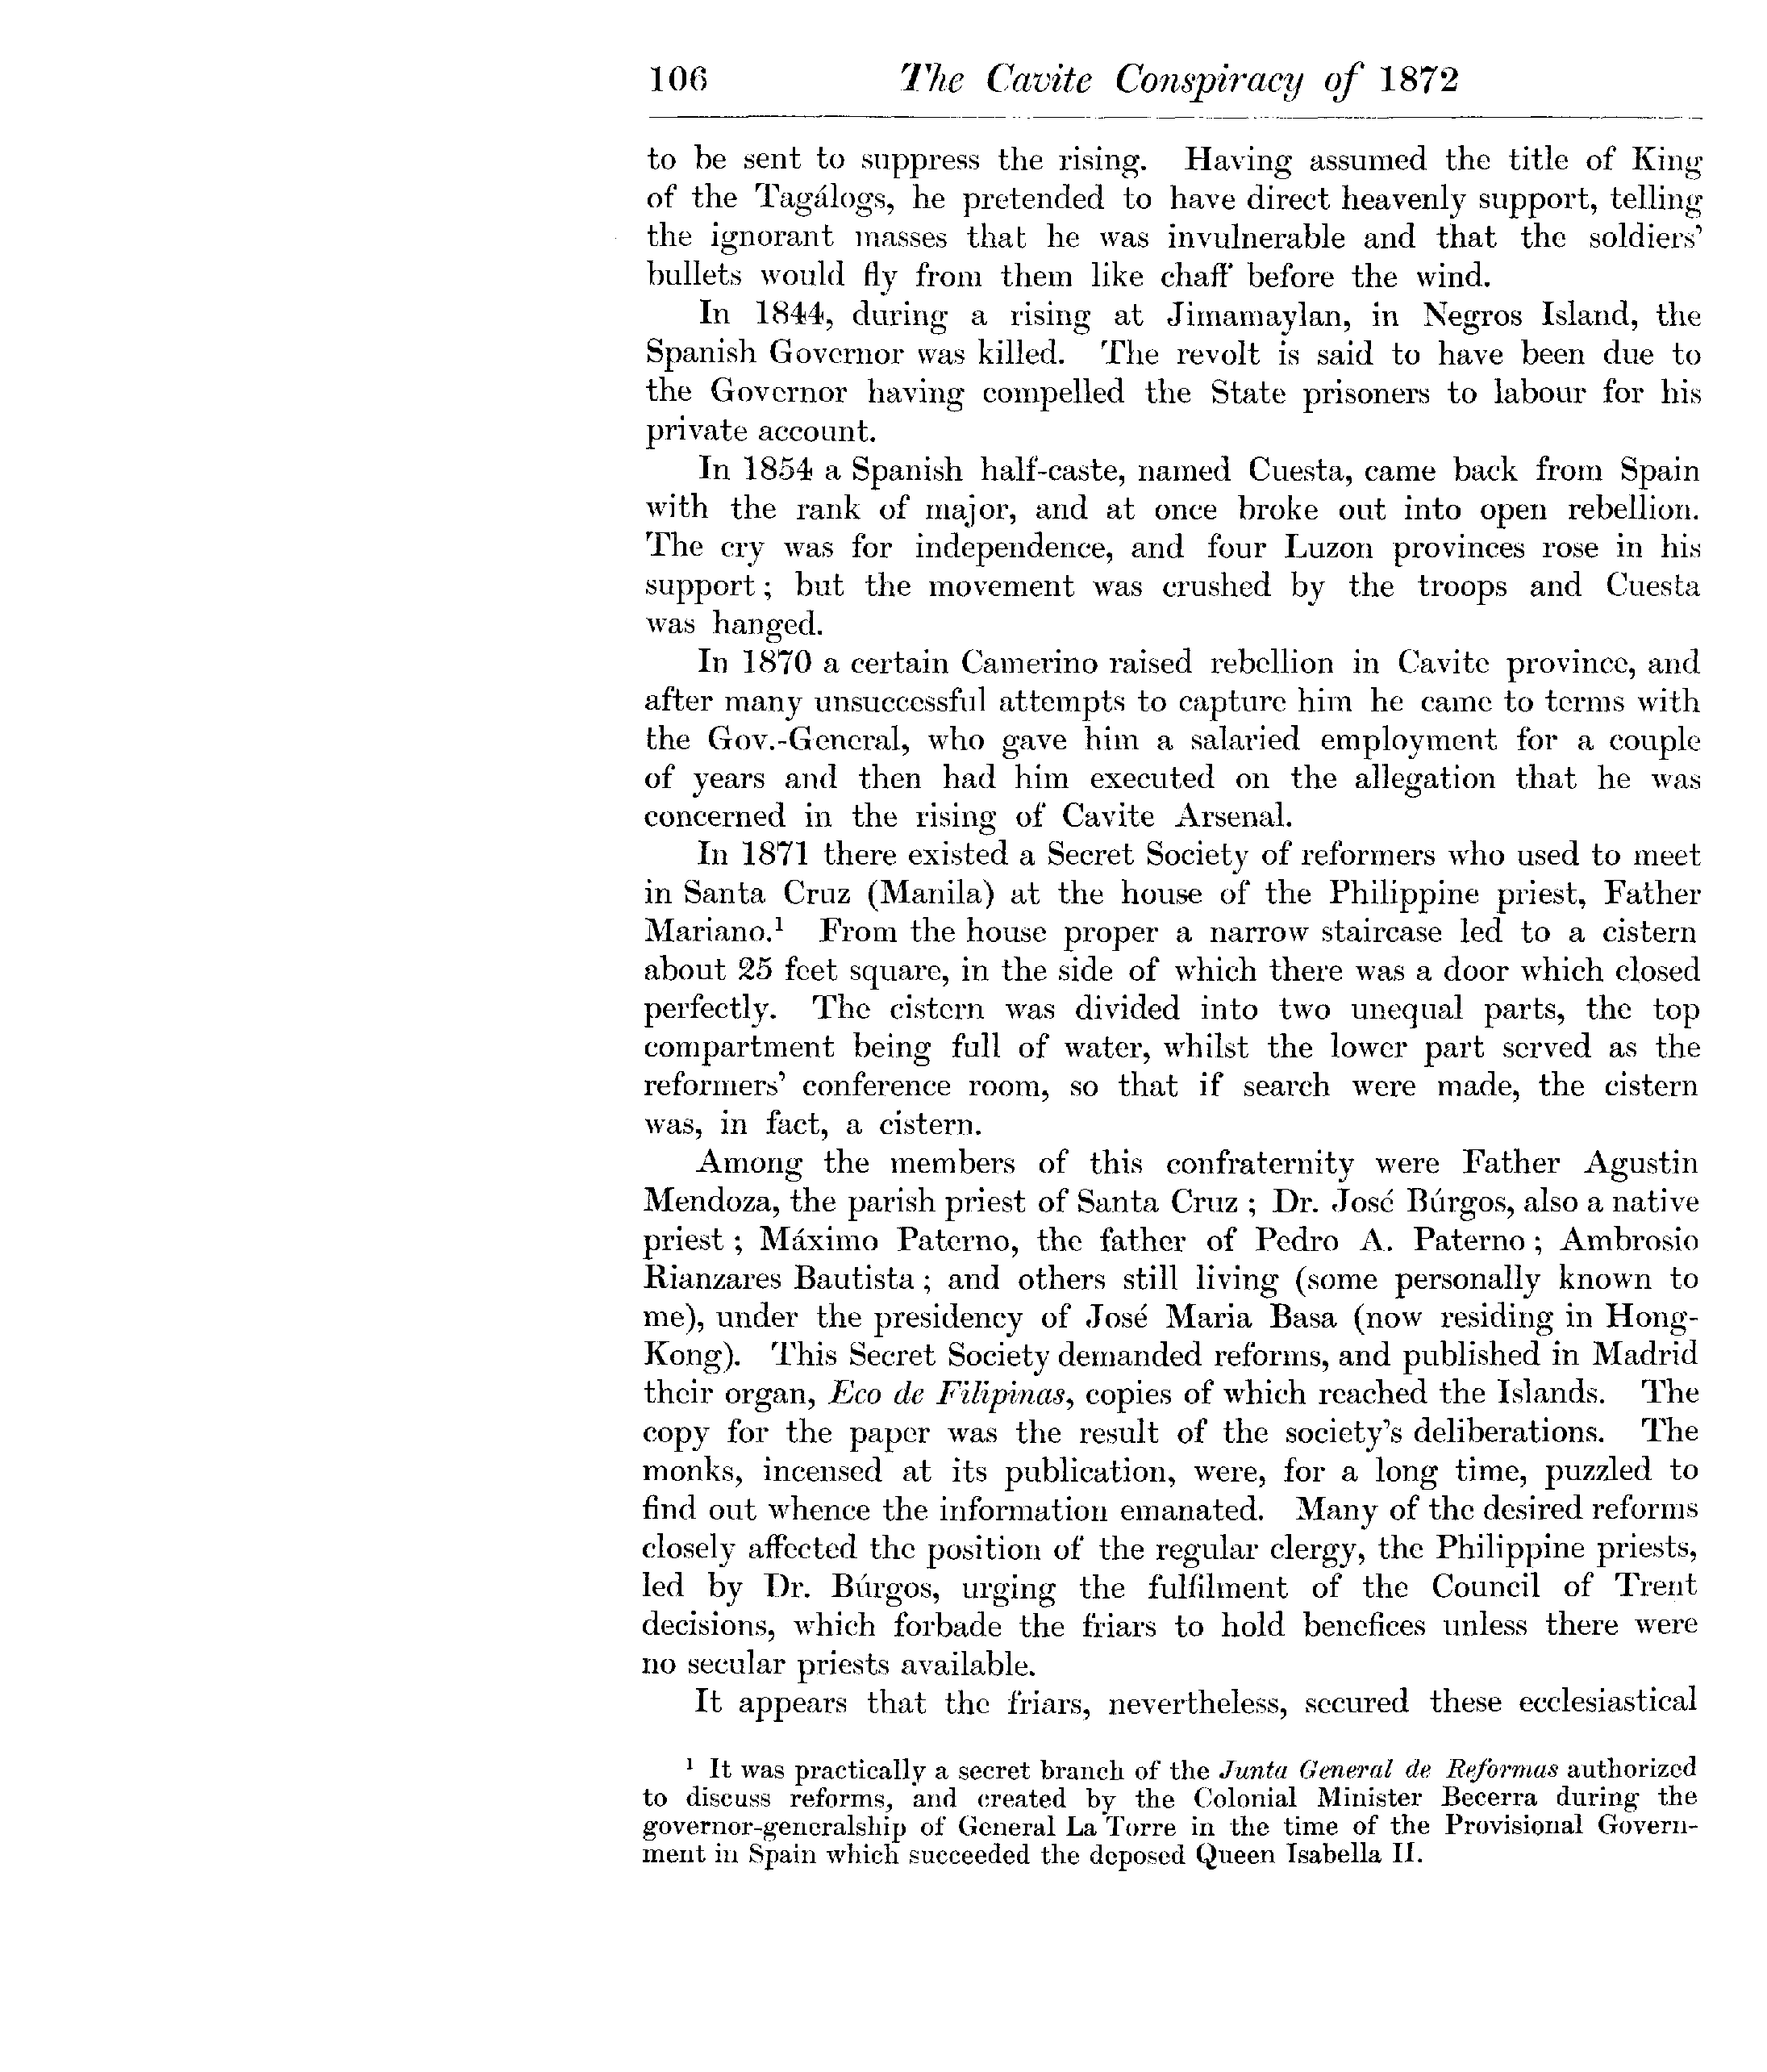 106 The Cavite Conspiracy of 1872
to be sent to suppress the rising. Having assumed the title of King
of the Tagálogs, he pretended to have direct heavenly support, telling
the ignorant masses that he was invulnerable and that the soldiers'
bullets would fly from them like chaff before the wind.
In 1844, during a rising at Jimamaylan, in Negros Island, the
Spanish Governor was killed. The revolt is said to have been due to
the Governor having compelled the State prisoners to labour for his
private account.
In 1854 a Spanish half-caste, named Cuesta, came back from Spain
with the rank of major, and at once broke out into open rebellion.
The cry was for independence, and four Luzon provinces rose in his
support; but the movement was crushed by the troops and Cuesta
was hanged.
In 1870 a certain Camerino raised rebellion in Cavite province, and
after many unsuccessful attempts to capture him he came to terms with
the Gov.-General, who gave him a salaried employment for a couple
of years and then had him executed on the allegation that he was
concerned in the rising of Cavite Arsenal.
In 1871 there existed a Secret Society of reformers who used to meet
in Santa Cruz (Manila) at the house of the Philippine priest, Father
Mariano.¹ From the house proper a narrow staircase led to a cistern
about 25 feet square, in the side of which there was a door which closed
perfectly. The cistern was divided into two unequal parts, the top
compartment being full of water, whilst the lower part served as the
reformers' conference room, so that if search were made, the cistern
was, in fact, a cistern.
Among the members of this confraternity were Father Agustin
Mendoza, the parish priest of Santa Cruz; Dr. José Búrgos, also a native
priest; Máximo Paterno, the father of Pedro A. Paterno; Ambrosio
Rianzares Bautista; and others still living (some personally known to
me), under the presidency of José Maria Basa (now residing in Hong-
Kong). This Secret Society demanded reforms, and published in Madrid
their organ, Eco de Filipinas, copies of which reached the Islands. The
copy for the paper was the result of the society's deliberations. The
monks, incensed at its publication, were, for a long time, puzzled to
find out whence the information emanated. Many of the desired reforms
closely affected the position of the regular clergy, the Philippine priests,
led by Dr. Búrgos, urging the fulfilment of the Council of Trent
decisions, which forbade the friars to hold benefices unless there were
no secular priests available.
It appears that the friars, nevertheless, secured these ecclesiastical
¹ It was practically a secret branch of the Junta General de Reformas authorized
to discuss reforms, and created by the Colonial Minister Becerra during the
governor-generalship of General La Torre in the time of the Provisional Govern-
ment in Spain which succeeded the deposed Queen Isabella II.